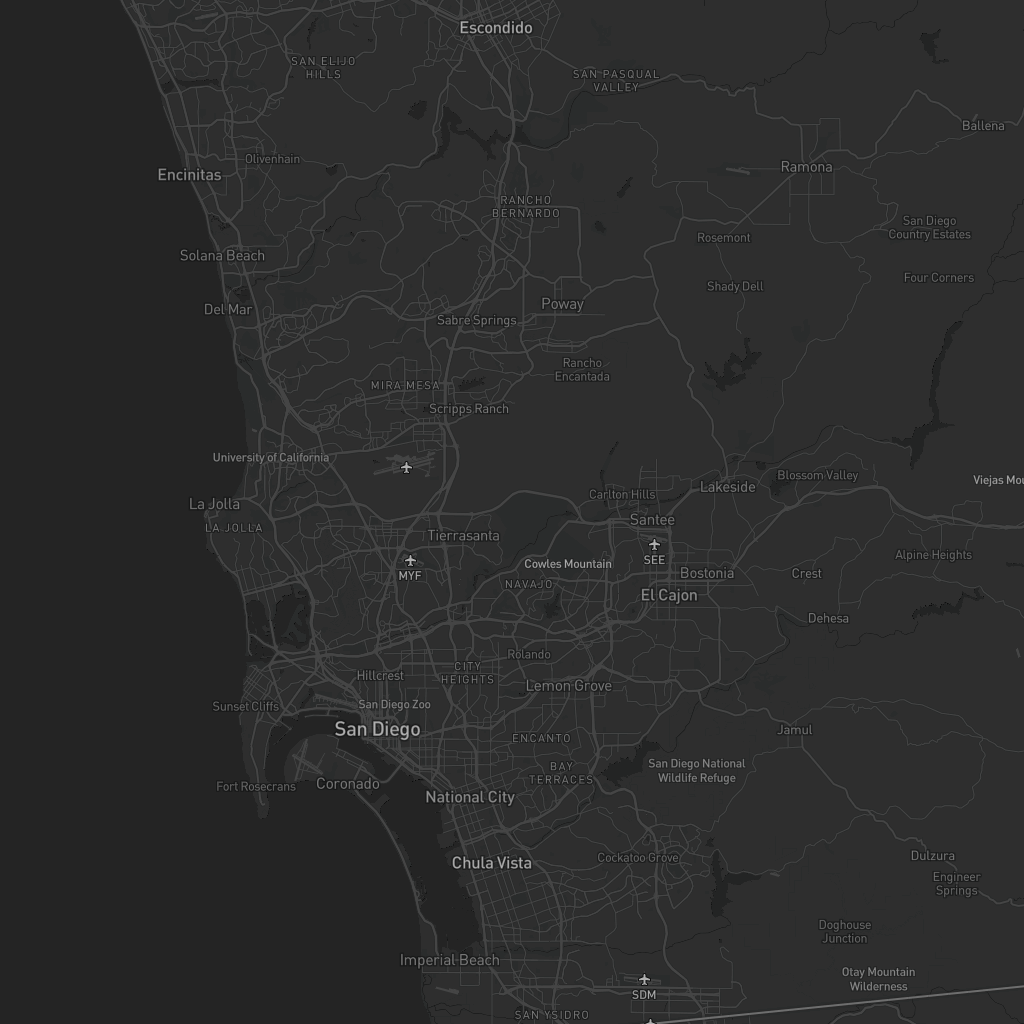 Escondido
SAN ELIJO
HILLS
SAN PASQUAL
VALLEY
Ballena
Olivenhain
Ramona
Encinitas
RANCHO
BERNARDO
San Diego
Country Estates
Rosemont
Solana Beach
Four Corners
Shady Dell
Del Mar
Poway
Sabre Springs
Rancho
Encantada
MIRA MESA
Scripps Ranch
University of California
Blossom Valley
Viejas Mou
Lakeside
Carlton Hills
La Jolla
LA JOLLA
Santee
Tierrasanta
Alpine Heights
Cowles Mountain
SEE
MYF
Bostonia
Crest
NAVAJO
El Cajon
Dehesa
Rolando
CITY
HEIGHTS
Hillcrest
Lemon Grove
San Diego Zoo
Sunset Cliffs
San Diego
ENCANTO
Jamul
BAY
TERRACES
San Diego National
Wildlife Refuge
Fort Rosecrans
Coronado
National City
Chula Vista
Cockatoo Grove
Dulzura
Engineer
Springs
Doghouse
Junction
Imperial Beach
Otay Mountain
Wilderness
SDM
SAN YSIDRO